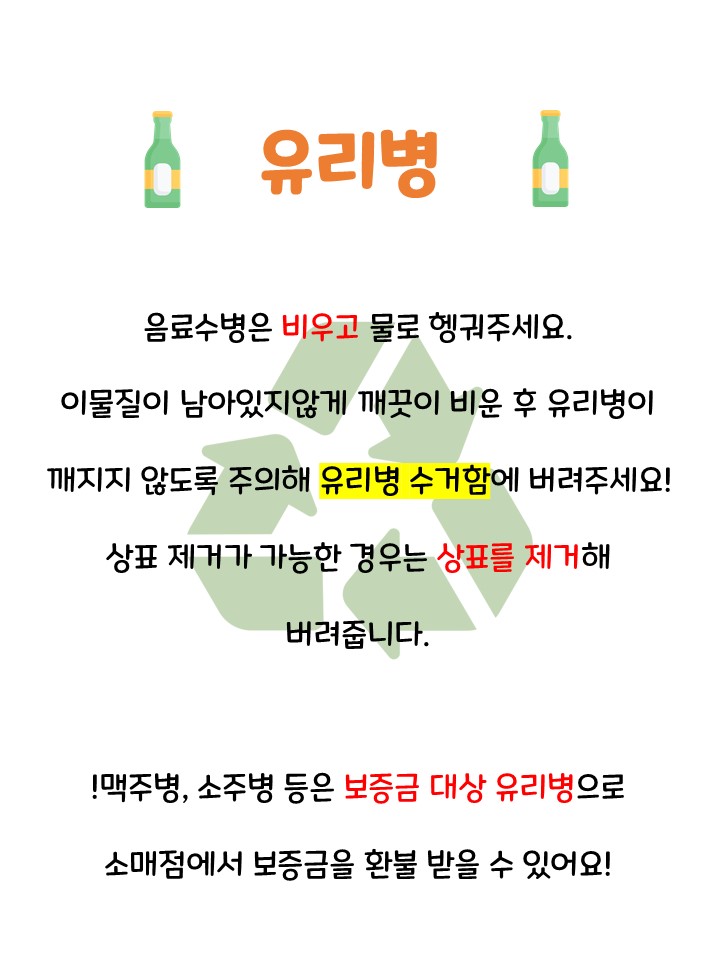 유리병
음료수병은 비우고 물로 헹궈주세요.
이물질이 남아있지않게 깨끗이 비운 후 유리병이
깨지지 않도록 주의해 유리병 수거함에 버려주세요!
상표 제거가 가능한 경우는 상표를 제거해
버려줍니다.
!맥주병, 소주병 등은 보증금 대상 유리병으로
소매점에서 보증금을 환불 받을 수 있어요!